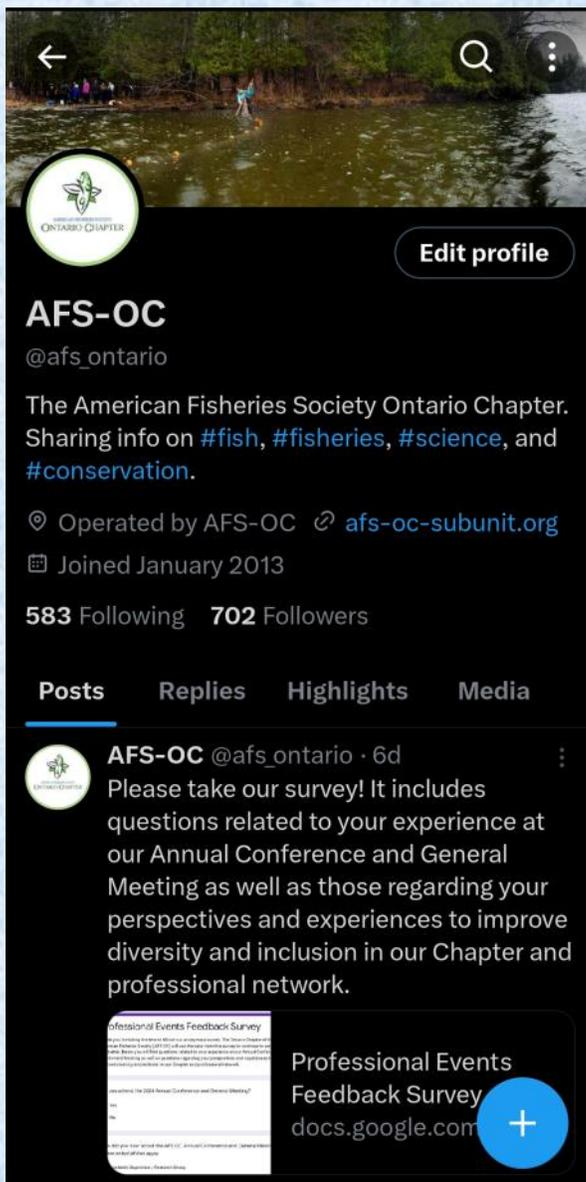 ONTARIO CHAPTER
Edit profile
AFS-OC
@afs_ontario
The American Fisheries Society Ontario Chapter.
Sharing info on #fish, #fisheries, #science, and
#conservation.
Operated by AFS-OC afs-oc-subunit.org
Joined January 2013
583 Following 702 Followers
Posts Replies Highlights Media
AFS-OC @afs_ontario · 6d
Please take our survey! It includes
questions related to your experience at
our Annual Conference and General
Meeting as well as those regarding your
perspectives and experiences to improve
diversity and inclusion in our Chapter and
professional network.
ofessional Events Feedback Survey
Professional Events
Feedback Survey
docs.google.com